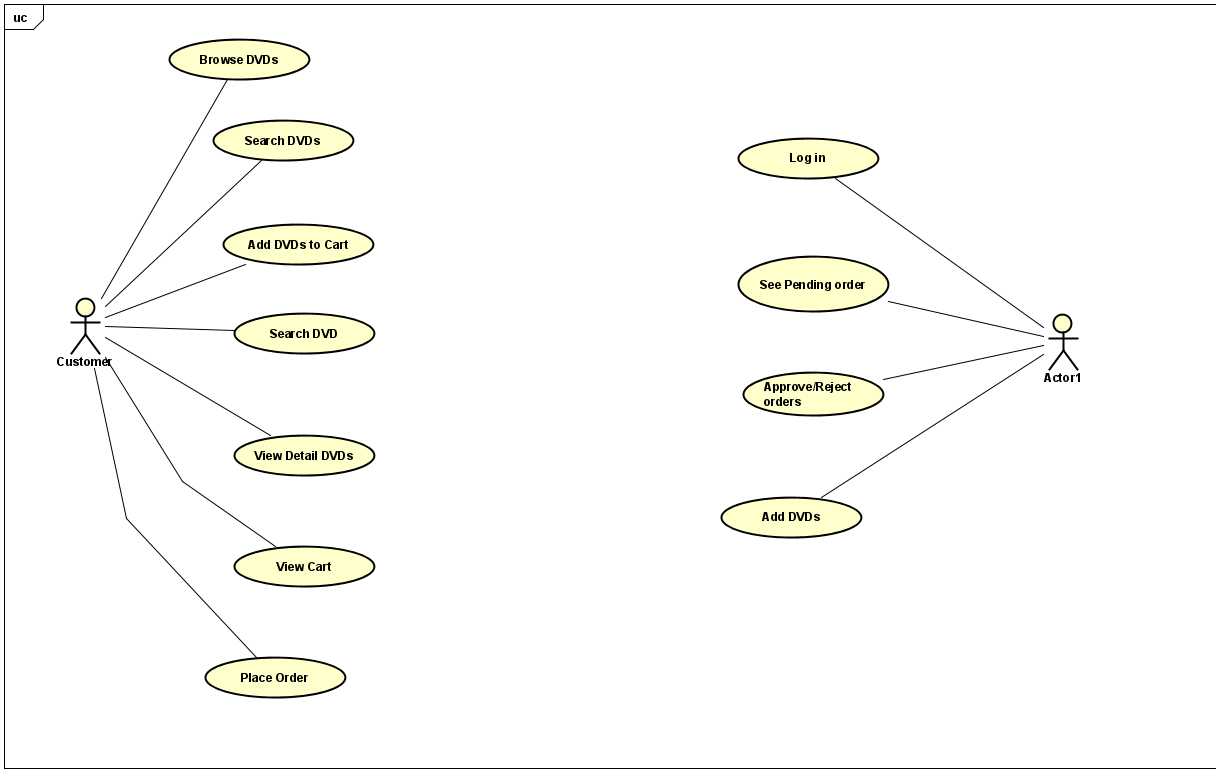 uc
Browse DVDs
Search DVDs
Add DVDs to Cart
Search DVD
Customer
View Detail DVDs
View Cart
Place Order
Log in
See Pending order
Actor1
Approve/Reject
orders
Add DVDs